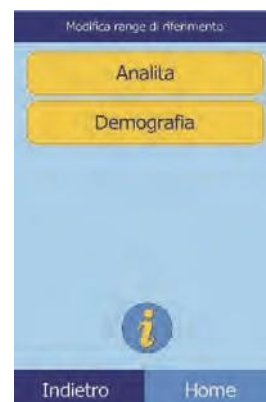 Modifica range di riferimento
Analita
Demografia
i
Indietro Home